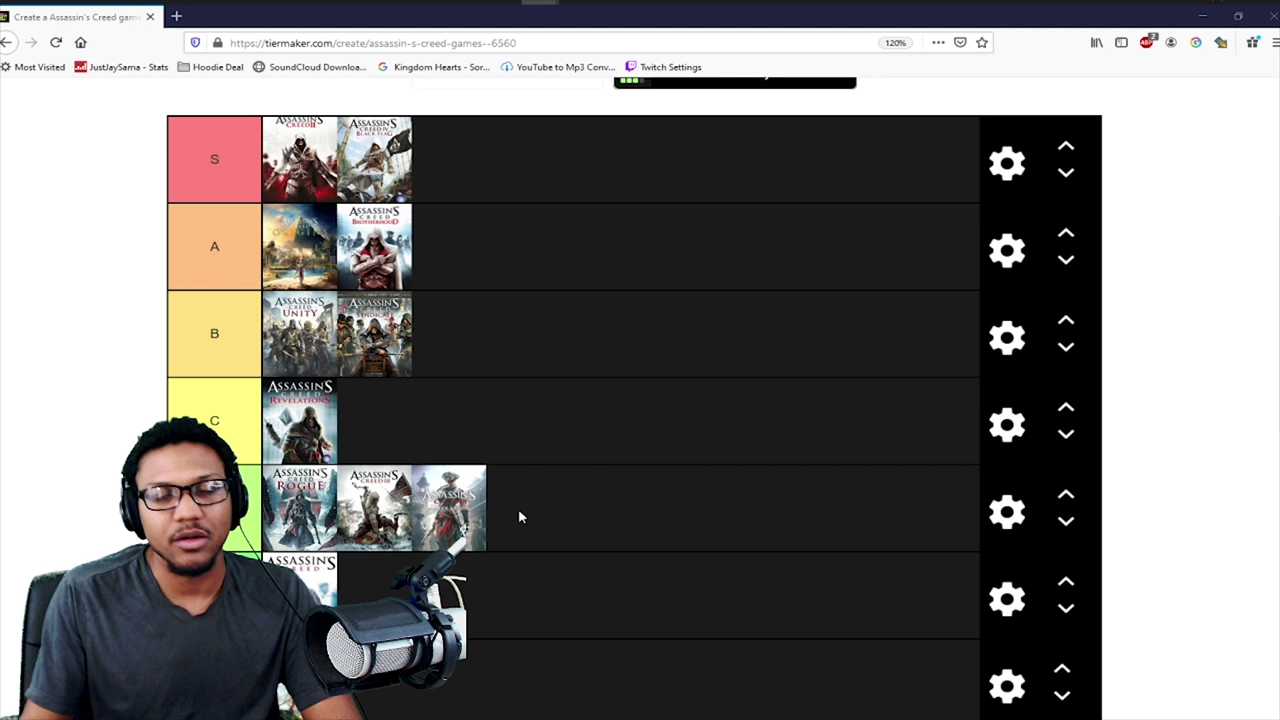 Create a Assassin's Creed gam
https://tiermaker.com/create/assassin-s-creed-games--6560
120%
2
Most Visited
JustJaySama - Stats
Hoodie Deal
SoundCloud Downloa...
Kingdom Hearts - Sor...
YouTube to Mp3 Conv...
Twitch Settings
S
CREED II
ASSASSIN'S
CREED IV
BLACK FLAG
A
ASSASSIN'S
CREED
ORIGINS
ASSASSIN'S
CREED
BROTHERHOOD
B
ASSASSIN'S
CREED
UNITY
ASSASSIN'S
CREED
SYNDICATE
C
ASSASSIN'S
CREED
REVELATIONS
ASSASSIN'S
CREED
ROGUE
ASSASSIN'S
CREED III
ASSASSIN'S
ASSASSIN'S
CREED